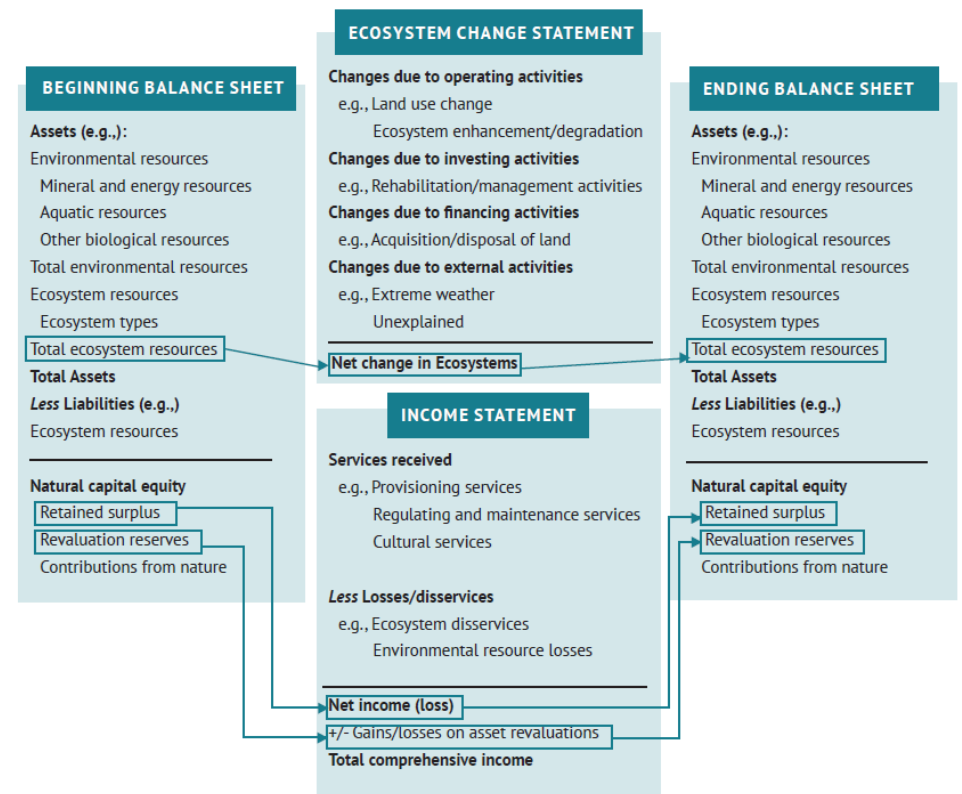 BEGINNING BALANCE SHEET
Assets (e.g.,):
Environmental resources
Mineral and energy resources
Aquatic resources
Other biological resources
Total environmental resources
Ecosystem resources
Ecosystem types
Total ecosystem resources
Total Assets
Less Liabilities (e.g.,)
Ecosystem resources
Natural capital equity
Retained surplus
Revaluation reserves
Contributions from nature
ECOSYSTEM CHANGE STATEMENT
Changes due to operating activities
e.g., Land use change
Ecosystem enhancement/degradation
Changes due to investing activities
e.g., Rehabilitation/management activities
Changes due to financing activities
e.g., Acquisition/disposal of land
Changes due to external activities
e.g., Extreme weather
Unexplained
Net change in Ecosystems
INCOME STATEMENT
Services received
e.g., Provisioning services
Regulating and maintenance services
Cultural services
Less Losses/disservices
e.g., Ecosystem disservices
Environmental resource losses
Net income (loss)
+/- Gains/losses on asset revaluations
Total comprehensive income
ENDING BALANCE SHEET
Assets (e.g.,):
Environmental resources
Mineral and energy resources
Aquatic resources
Other biological resources
Total environmental resources
Ecosystem resources
Ecosystem types
Total ecosystem resources
Total Assets
Less Liabilities (e.g.,)
Ecosystem resources
Natural capital equity
Retained surplus
Revaluation reserves
Contributions from nature